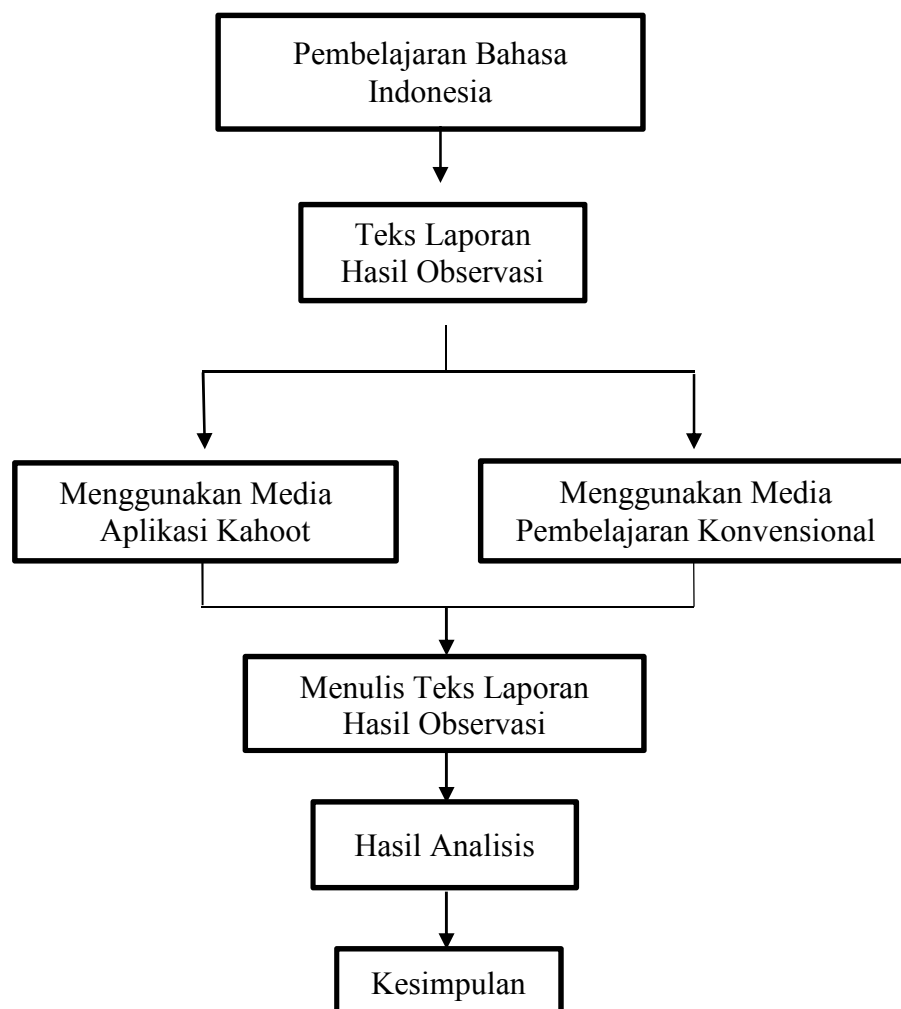 Pembelajaran Bahasa
Indonesia
Teks Laporan
Hasil Observasi
Menggunakan Media
Aplikasi Kahoot
Menggunakan Media
Pembelajaran Konvensional
Menulis Teks Laporan
Hasil Observasi
Hasil Analisis
Kesimpulan